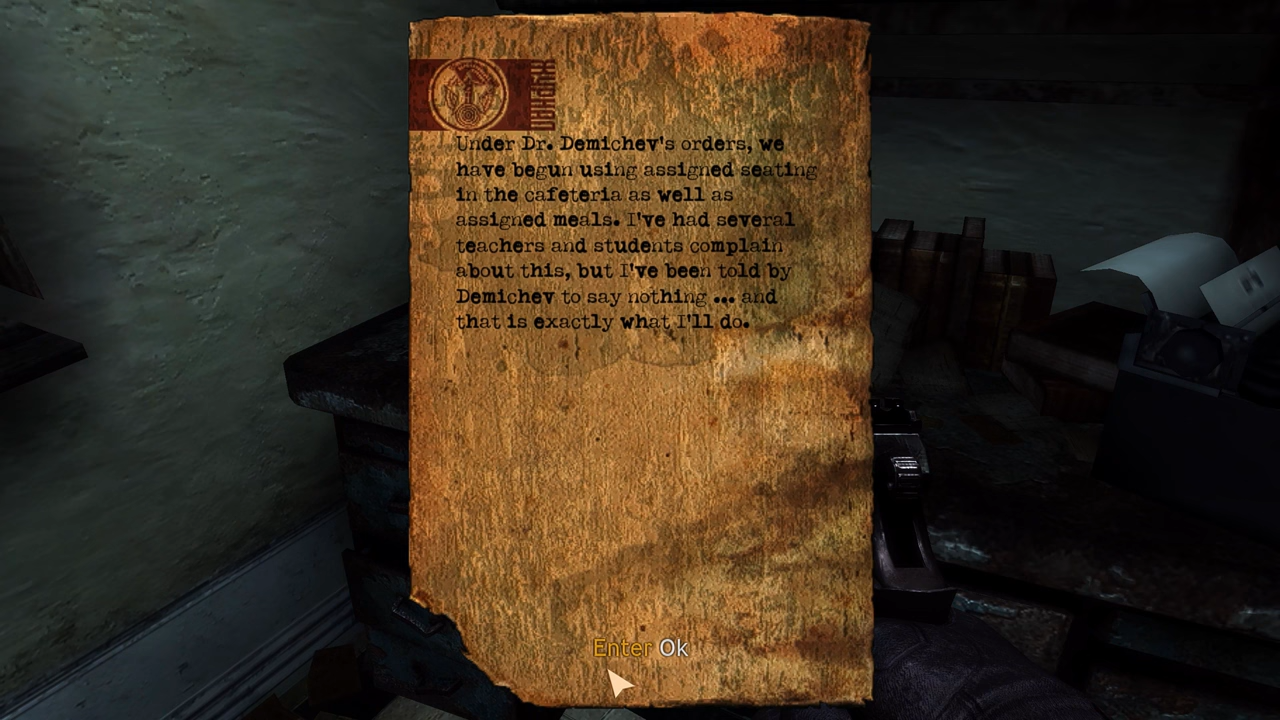 Under Dr. Demichev's orders, we
have begun using assigned seating
in the cafeteria as well as
assigned meals. I've had several
teachers and students complain
about this, but I've been told by
Demichev to say nothing ... and
that is exactly what I'll do.
Enter Ok